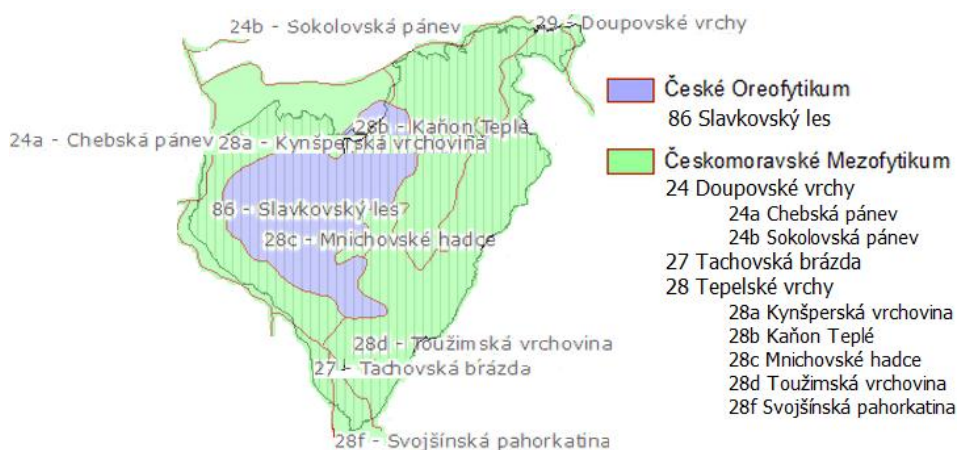 24b - Sokolovská pánev
29 - Doupovské vrchy
28b - Kaňon Teplé
24a - Chebská pánev
28a - Kynšperská vrchovina
86 - Slavkovský les
28c - Mnichovské hadce
28d - Toužimská vrchovina
27 - Tachovská brázda
28f - Svojšínská pahorkatina
České Oreofytikum
86 Slavkovský les
Českomoravské Mezofytikum
24 Doupovské vrchy
24a Chebská pánev
24b Sokolovská pánev
27 Tachovská brázda
28 Tepelské vrchy
28a Kynšperská vrchovina
28b Kaňon Teplé
28c Mnichovské hadce
28d Toužimská vrchovina
28f Svojšínská pahorkatina